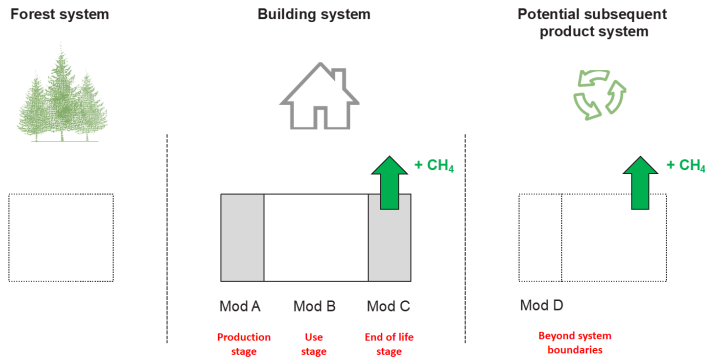 Forest system
Building system
Potential subsequent
product system
+ CH₄
+ CH₄
Mod A
Mod B
Mod C
Mod D
Production
stage
Use
stage
End of life
stage
Beyond system
boundaries